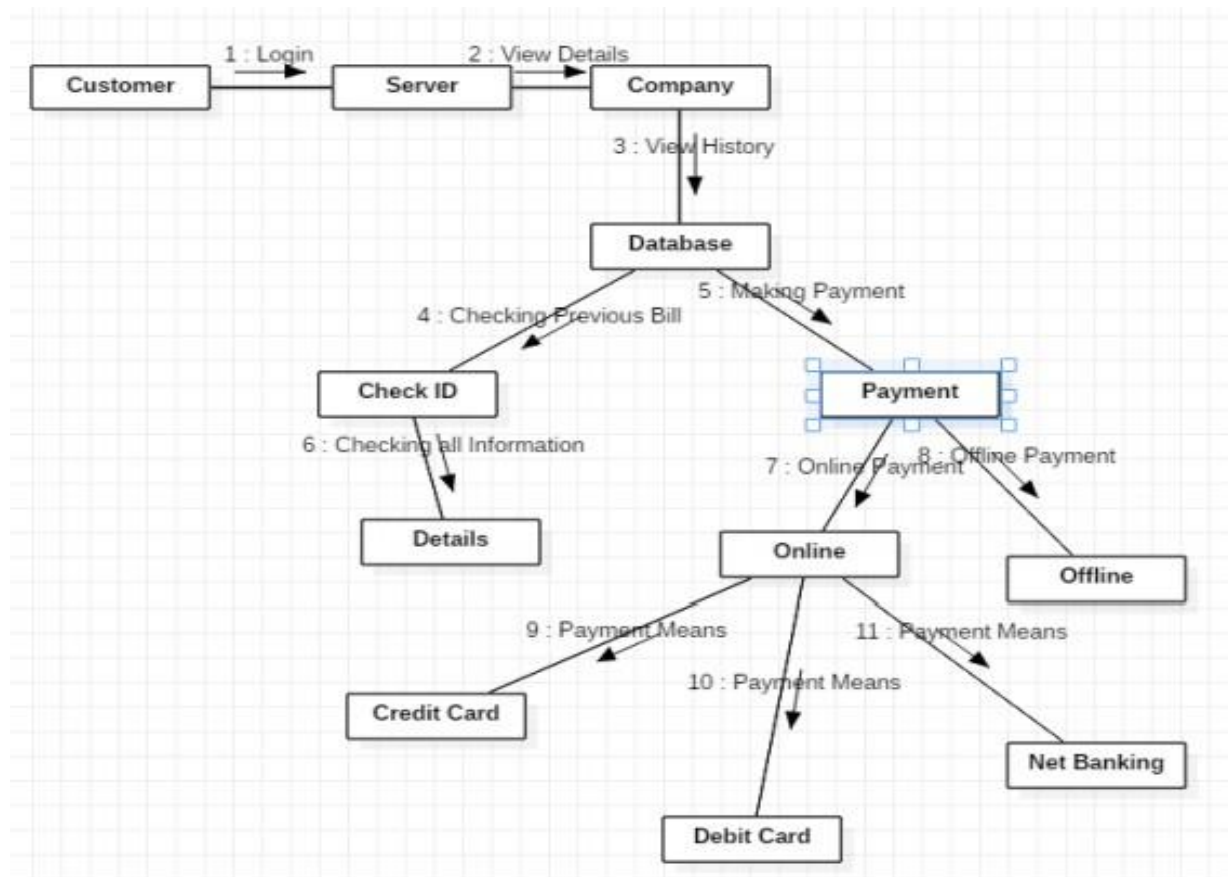 1 : Login
2 : View Details
Customer
Server
Company
3 : View History
Database
5 : Making Payment
4 : Checking Previous Bill
Check ID
Payment
6 : Checking all Information
7 : Online Payment
8 : Offline Payment
Details
Online
Offline
9 : Payment Means
11 : Payment Means
10 : Payment Means
Credit Card
Net Banking
Debit Card